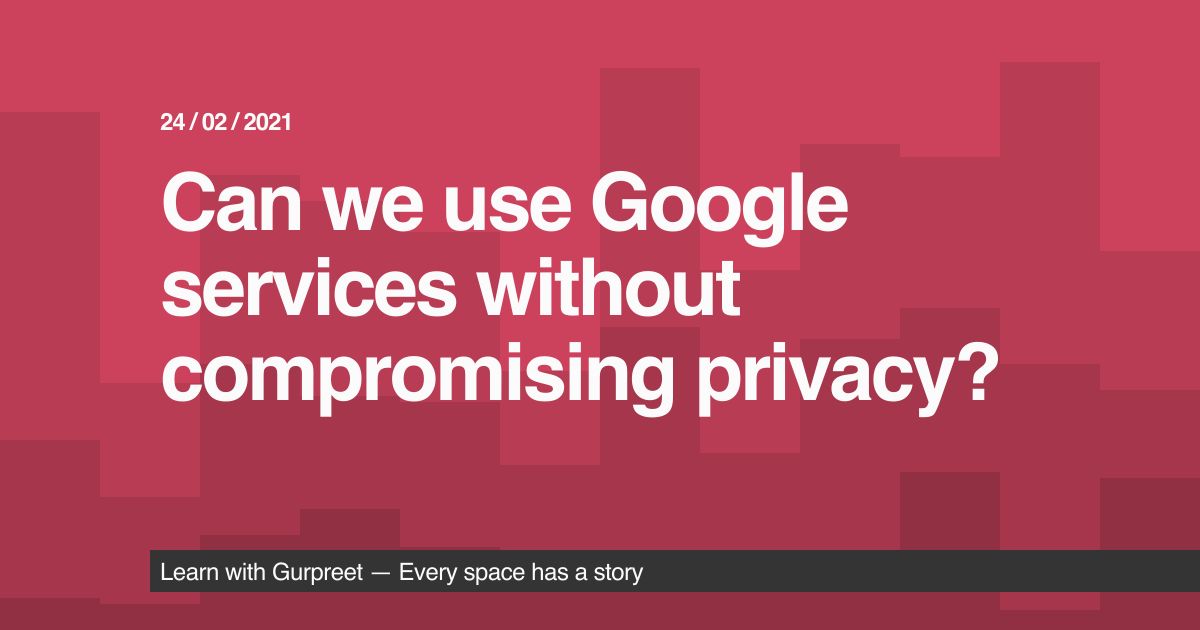 24 / 02 / 2021
Can we use Google
services without
compromising privacy?
Learn with Gurpreet — Every space has a story